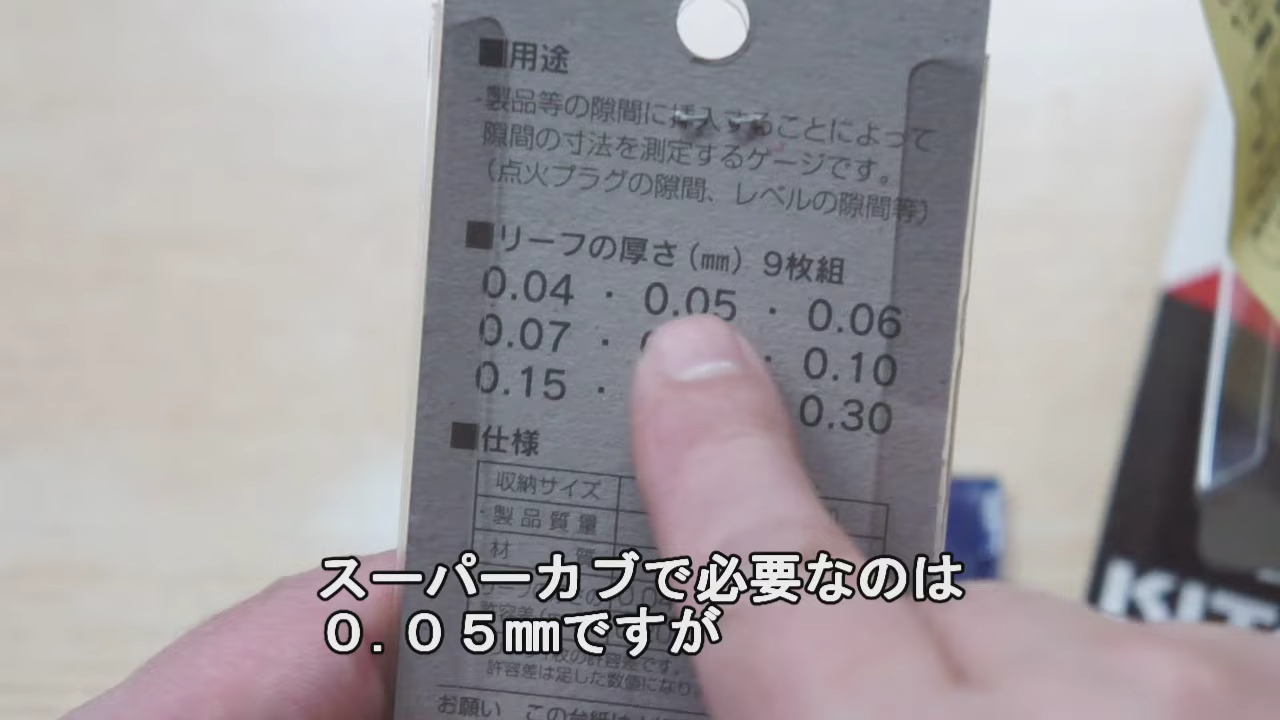 ■用途
製品等の隙間に挿入することによって
隙間の寸法を測定するゲージです。
(点火プラグの隙間、レベルの隙間等)
■リーフの厚さ(㎜) 9枚組
0.04 ・ 0.05 ・ 0.06
0.07 ・ ・ 0.10
0.15 ・ 0.30
■仕様
収納サイズ
製品質量
材 質
スーパーカブで必要なのは
０.０５㎜ですが
許容差は足した数値になり
お願い この台紙は
KIT